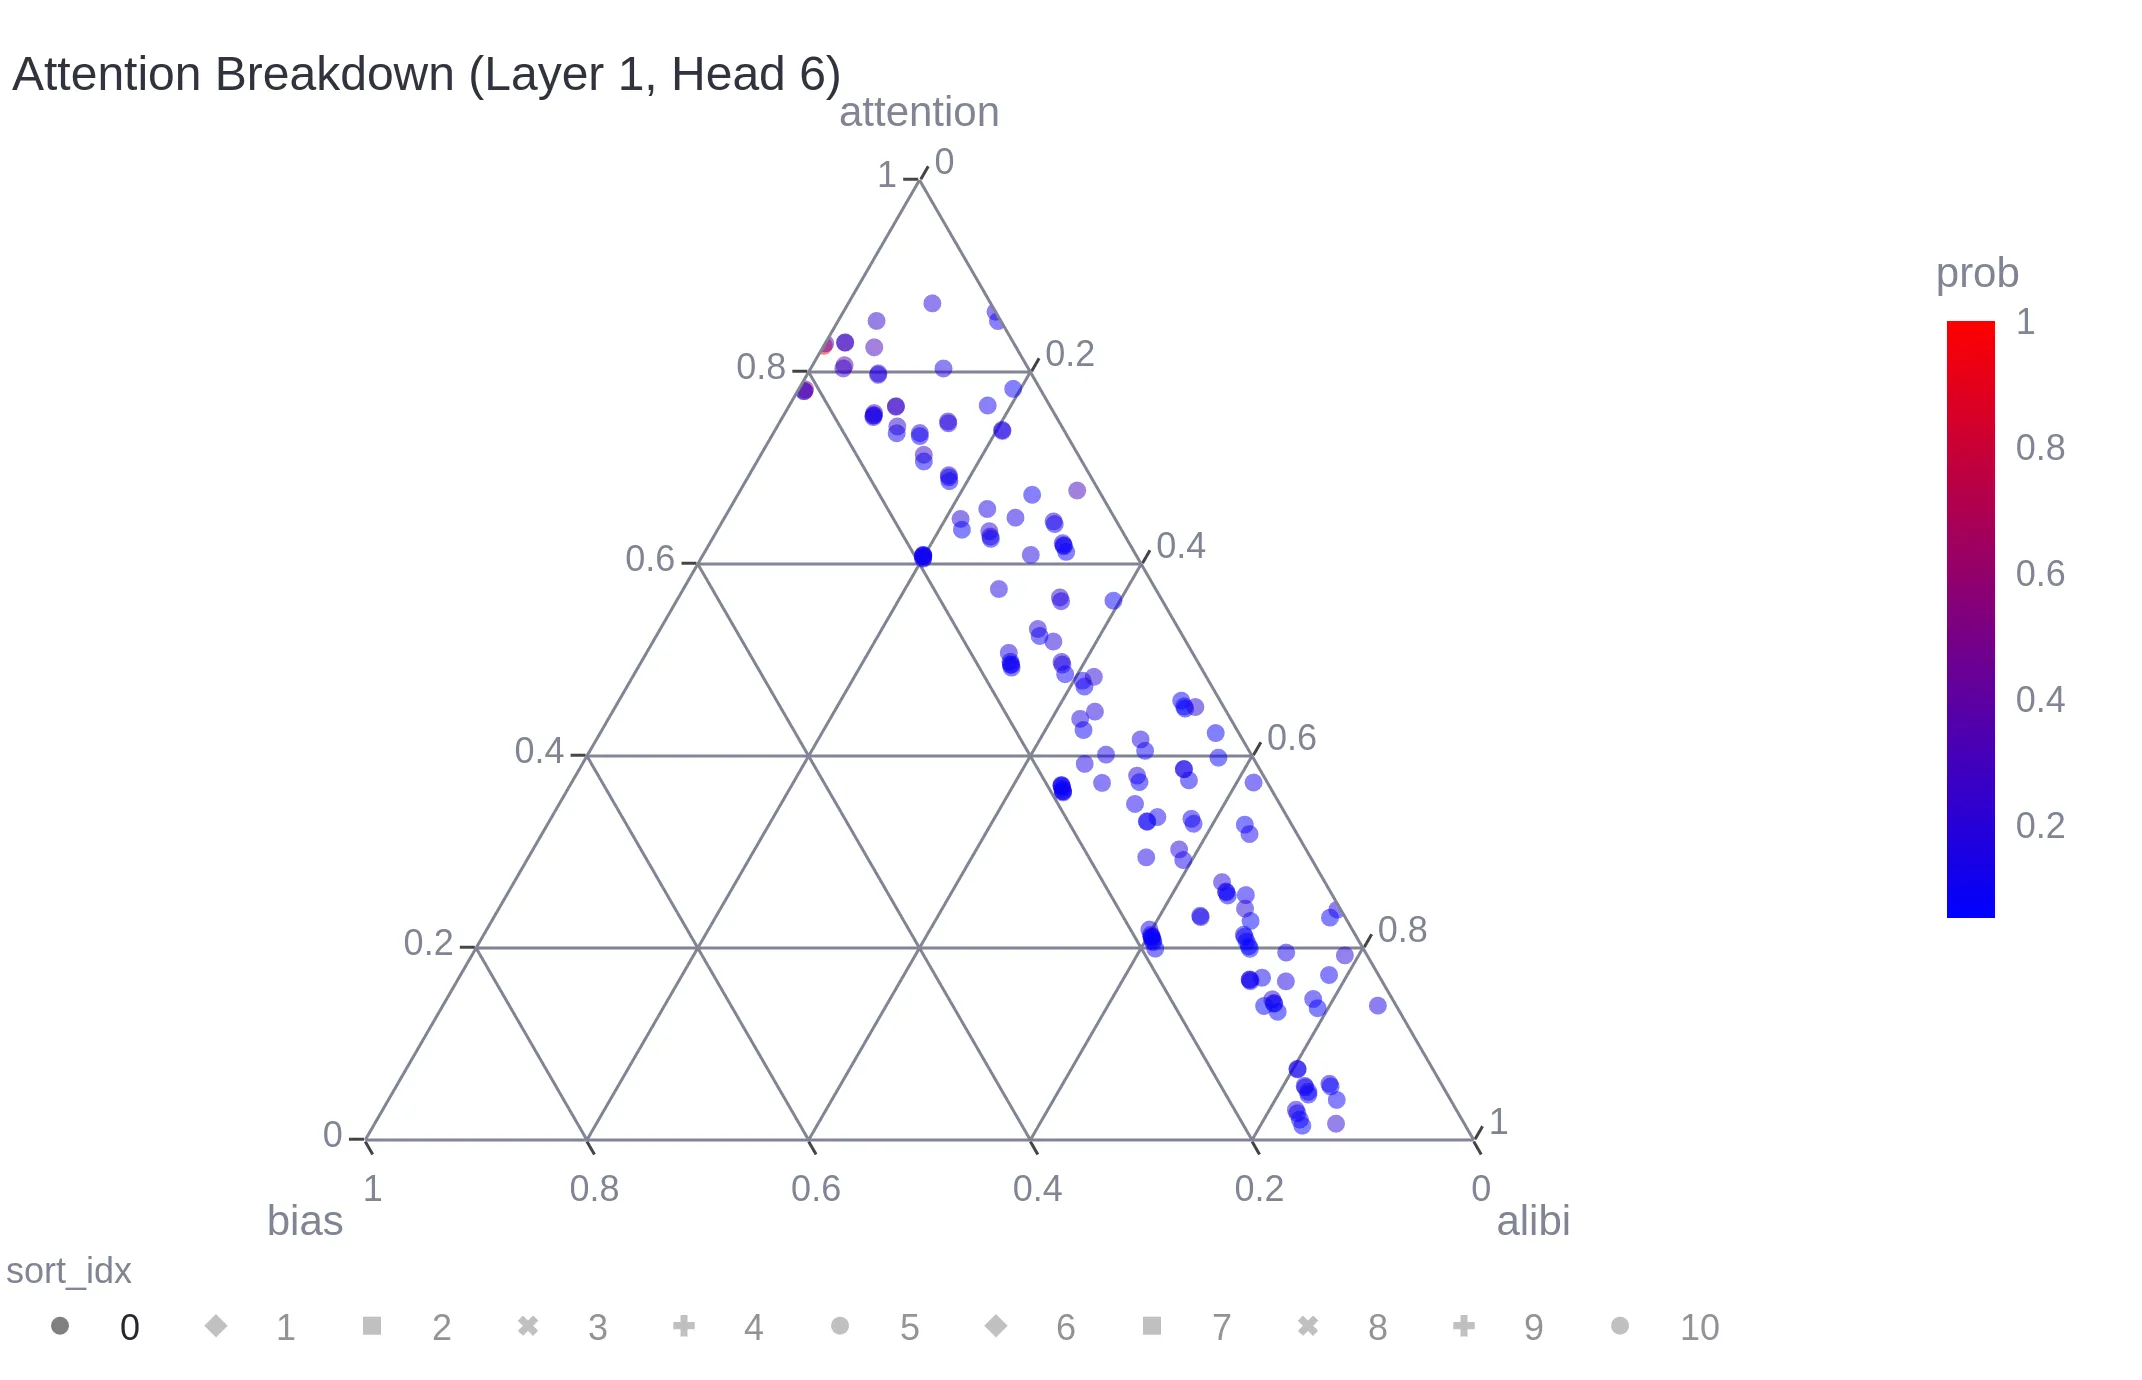 Attention Breakdown (Layer 1, Head 6)
attention
1 0
prob
1
0.8 0.2
0.8
0.6 0.4
0.6
0.4 0.6
0.4
0.2 0.8
0.2
0 1
1 0.8 0.6 0.4 0.2 0
bias alibi
sort_idx
0 1 2 3 4 5 6 7 8 9 10